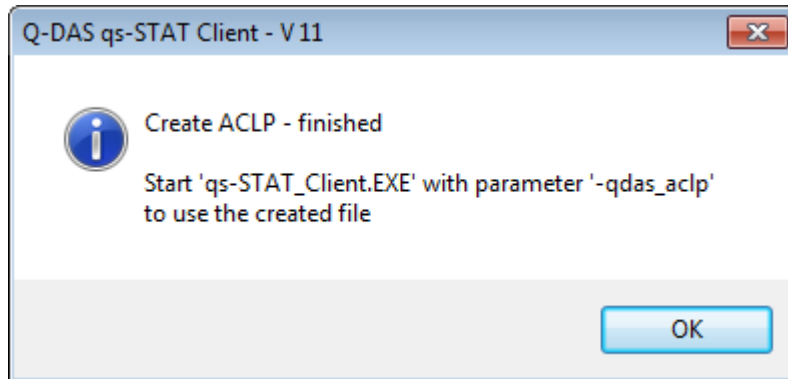 Q-DAS qs-STAT Client - V 11
Create ACLP - finished
Start 'qs-STAT_Client.EXE' with parameter '-qdas_aclp'
to use the created file
OK